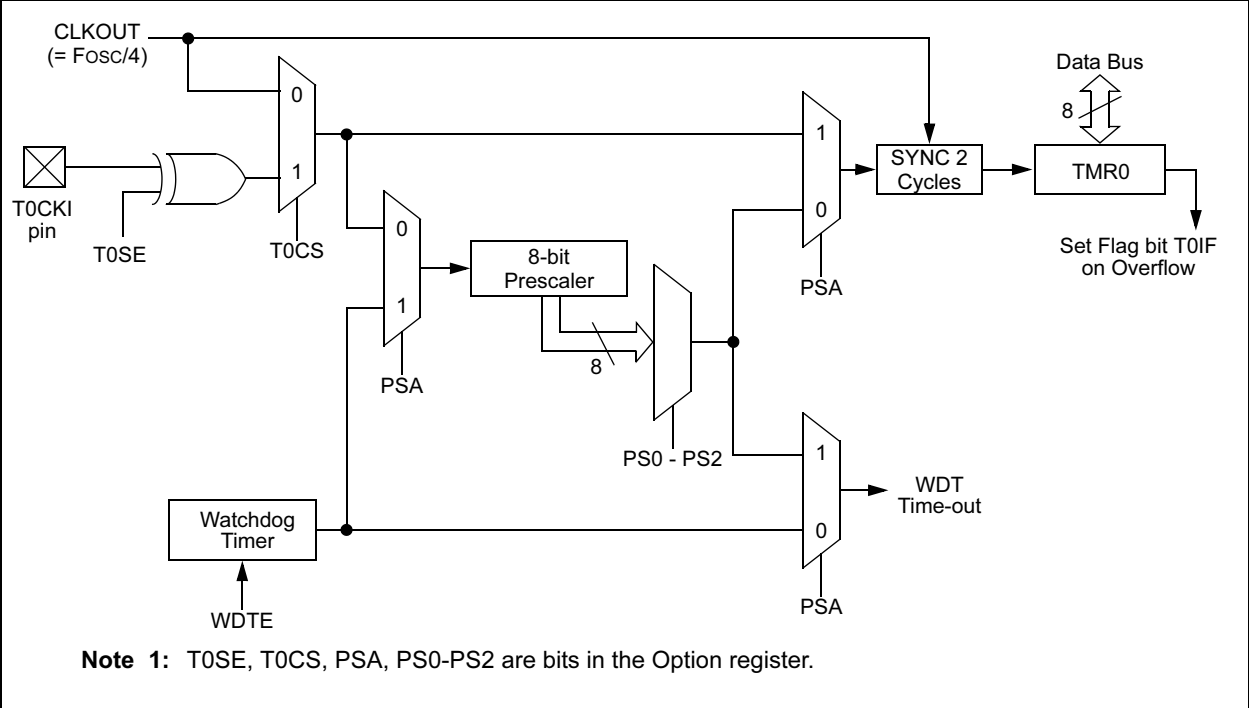 CLKOUT
(= FOSC/4)
0
1
T0CKI
pin
T0SE
T0CS
0
1
PSA
8-bit
Prescaler
8
PS0 - PS2
1
0
PSA
SYNC 2
Cycles
Data Bus
8
TMR0
Set Flag bit T0IF
on Overflow
Watchdog
Timer
WDTE
1
0
PSA
WDT
Time-out
Note 1: T0SE, T0CS, PSA, PS0-PS2 are bits in the Option register.